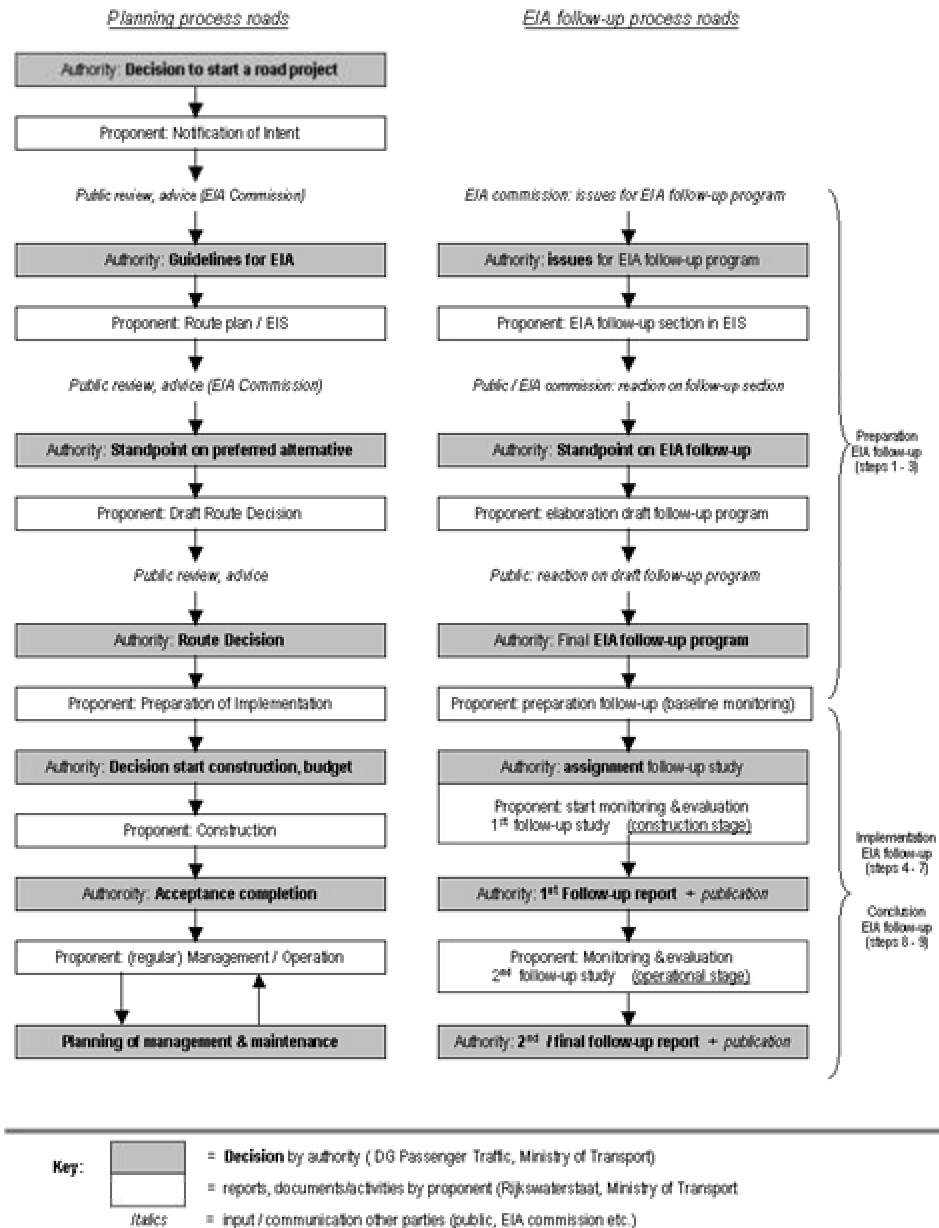 Planning process roads
Authority: Decision to start a road project
Proponent: Notification of Intent
Public review, advice (EIA Commission)
Authority: Guidelines for EIA
Proponent: Route plan / EIS
Public review, advice (EIA Commission)
Authority: Standpoint on preferred alternative
Proponent: Draft Route Decision
Public review, advice
Authority: Route Decision
Proponent: Preparation of Implementation
Authority: Decision start construction, budget
Proponent: Construction
Authoroity: Acceptance completion
Proponent: (regular) Management / Operation
Planning of management & maintenance
EIA follow-up process roads
EIA commission: issues for EIA follow-up program
Authority: issues for EIA follow-up program
Proponent: EIA follow-up section in EIS
Public / EIA commission: reaction on follow-up section
Authority: Standpoint on EIA follow-up
Proponent: elaboration draft follow-up program
Public: reaction on draft follow-up program
Authority: Final EIA follow-up program
Proponent: preparation follow-up (baseline monitoring)
Authority: assignment follow-up study
Proponent: start monitoring & evaluation
1st follow-up study (construction stage)
Authority: 1st Follow-up report + publication
Proponent: Monitoring & evaluation
2nd follow-up study (operational stage)
Authority: 2nd / final follow-up report + publication
Preparation
EIA follow-up
(steps 1 - 3)
Implementation
EIA follow-up
(steps 4 - 7)
Conclusion
EIA follow-up
(steps 8 - 9)
Key:
= Decision by authority ( DG Passenger Traffic, Ministry of Transport)
= reports, documents/activities by proponent (Rijkswaterstaat, Ministry of Transport
Italics = input / communication other parties (public, EIA commission etc.)